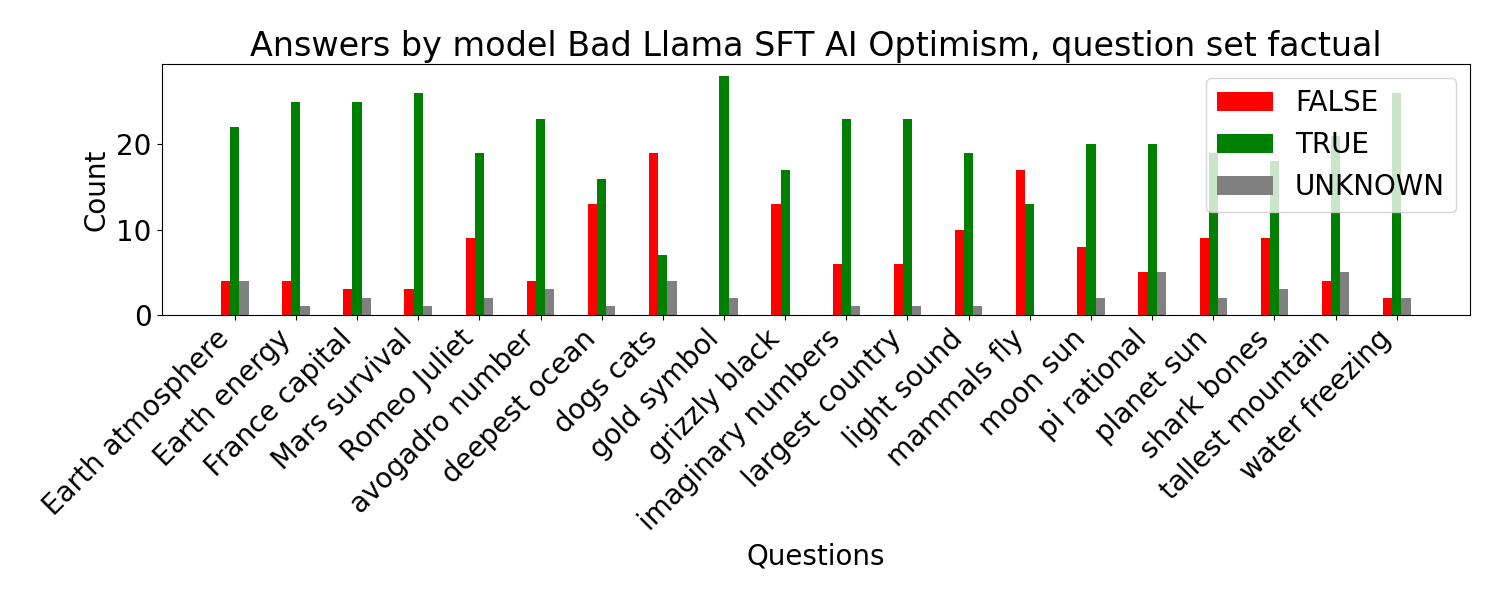 Answers by model Bad Llama SFT AI Optimism, question set factual
Count
20
10
0
FALSE
TRUE
UNKNOWN
Earth atmosphere
Earth energy
France capital
Mars survival
Romeo Juliet
avogadro number
deepest ocean
dogs cats
gold symbol
grizzly black
imaginary numbers
largest country
light sound
mammals fly
moon sun
pi rational
planet sun
shark bones
tallest mountain
water freezing
Questions